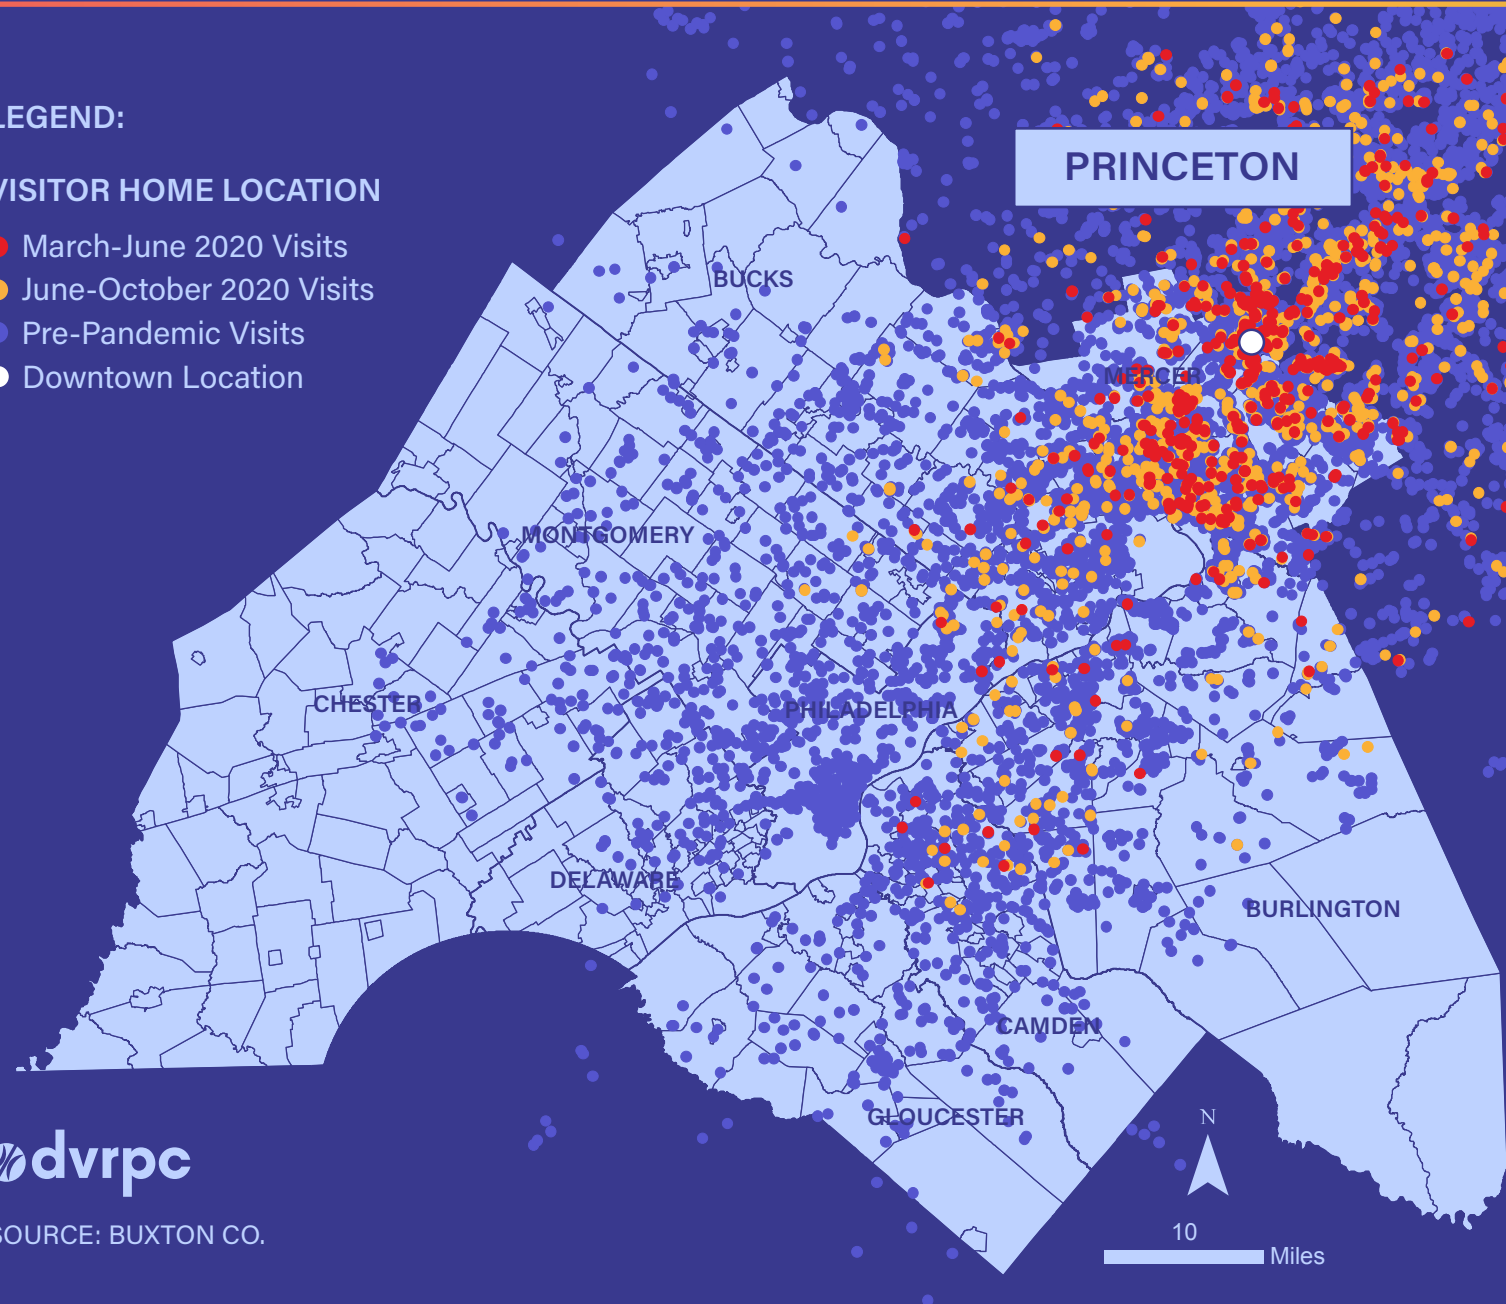 LEGEND:
VISITOR HOME LOCATION
March-June 2020 Visits
June-October 2020 Visits
Pre-Pandemic Visits
Downtown Location
PRINCETON
BUCKS
MERCER
MONTGOMERY
CHESTER
PHILADELPHIA
DELAWARE
BURLINGTON
CAMDEN
GLOUCESTER
N
10
Miles
dvrpc
SOURCE: BUXTON CO.